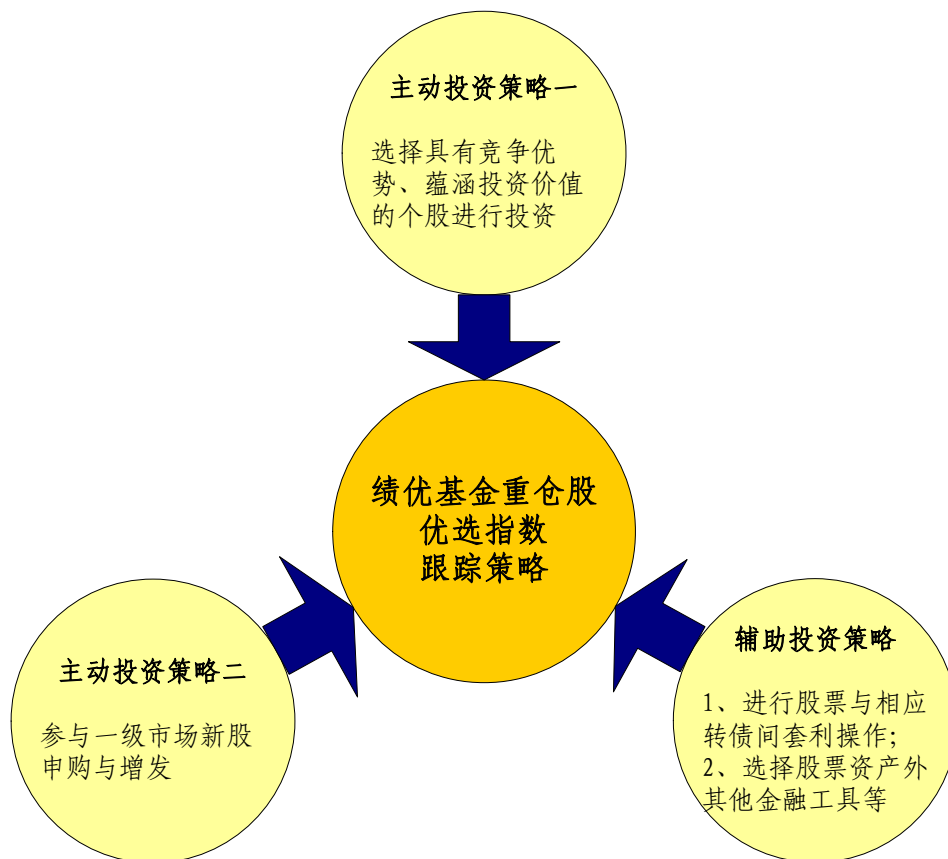 主动投资策略一
选择具有竞争优
势、蕴涵投资价值
的个股进行投资
绩优基金重仓股
优选指数
跟踪策略
主动投资策略二
参与一级市场新股
申购与增发
辅助投资策略
1、进行股票与相应
转债间套利操作;
2、选择股票资产外
其他金融工具等